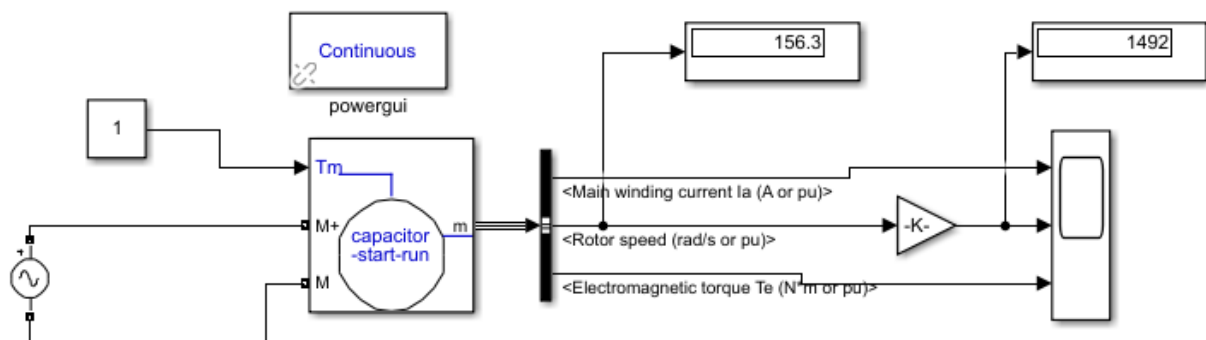 Continuous
powergui
156.3
1492
1
Tm
M+
M
capacitor
-start-run
m
<Main winding current Ia (A or pu)>
<Rotor speed (rad/s or pu)>
<Electromagnetic torque Te (N*m or pu)>
-K-
+